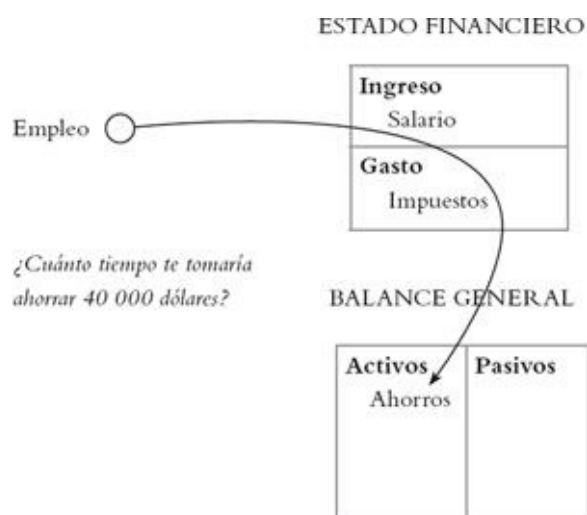 ESTADO FINANCIERO
Ingreso
Salario
Empleo
Gasto
Impuestos
¿Cuánto tiempo te tomaría
ahorrar 40 000 dólares?
BALANCE GENERAL
Activos
Pasivos
Ahorros